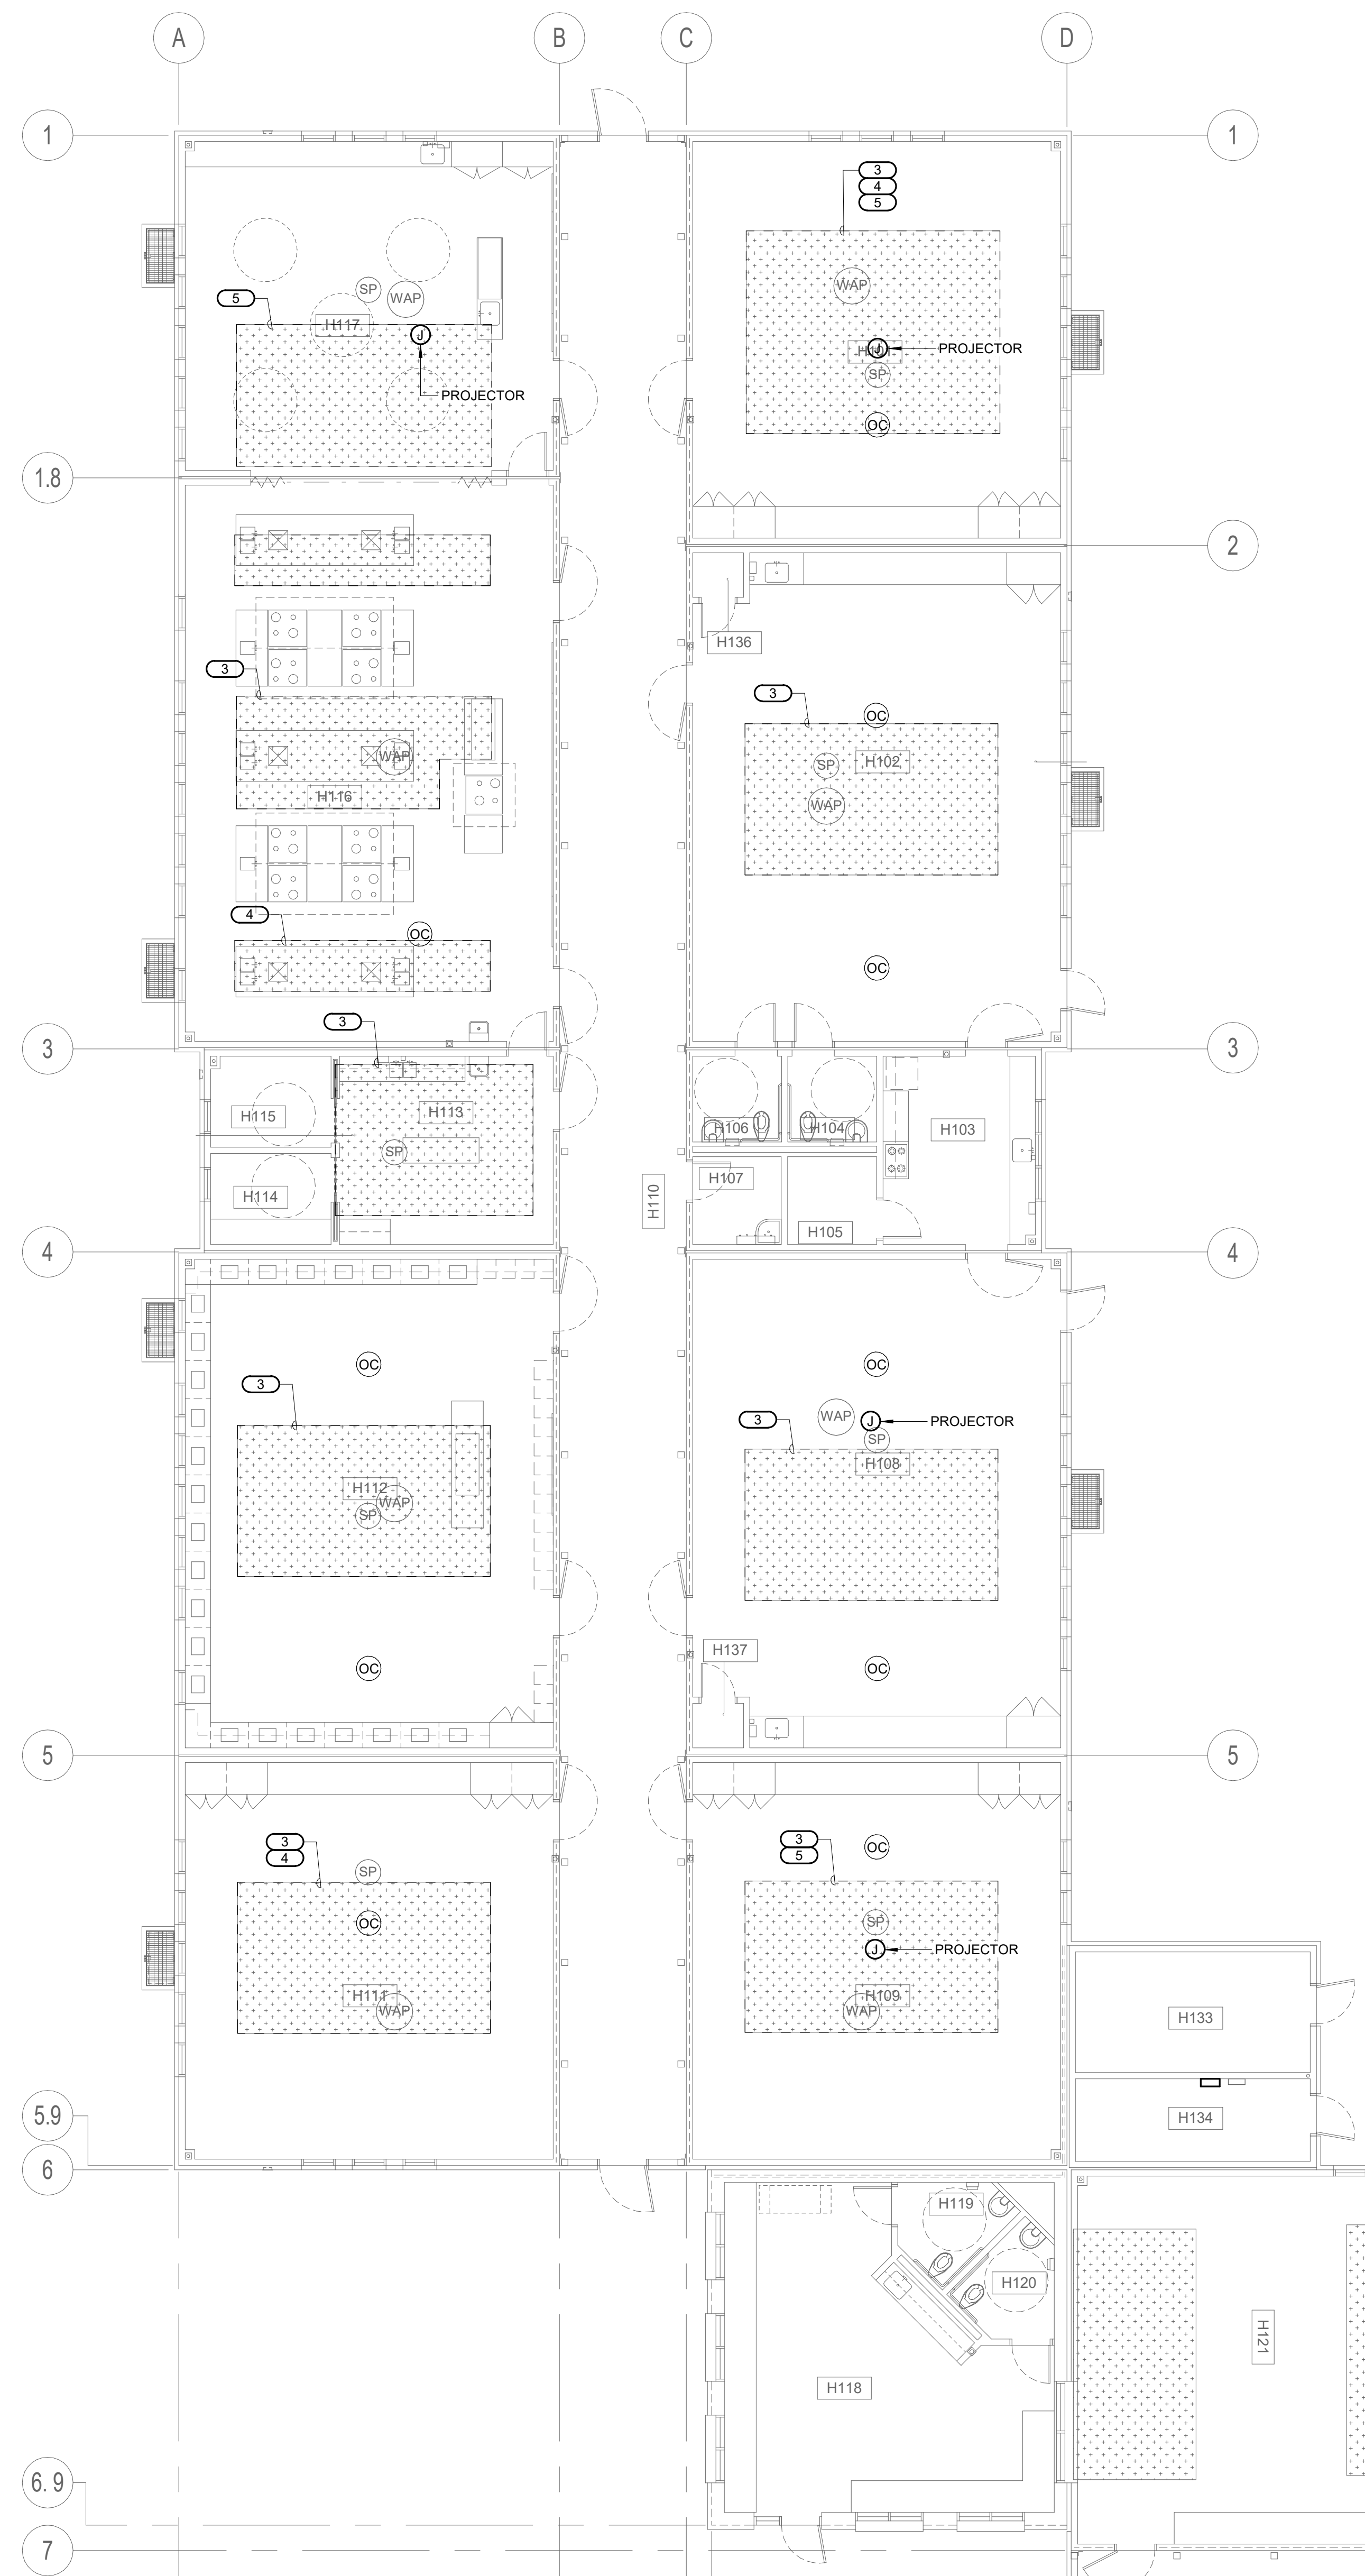 A
B
C
D
1
1
3
4
5
WAP
SP
WAP
5
H117
J
J
PROJECTOR
SP
PROJECTOR
OC
1.8
2
H136
3
3
OC
SP
H102
WAP
WAP
H116
4
OC
OC
3
3
3
H115
H113
H106
H104
H103
SP
H107
H114
H110
H105
4
4
OC
OC
3
WAP
J
PROJECTOR
3
SP
H108
H112
WAP
SP
H137
OC
OC
5
5
3
4
3
5
OC
SP
OC
SP
J
PROJECTOR
H111
WAP
H109
WAP
H133
5.9
H134
6
H119
H120
H121
H118
6.9
7